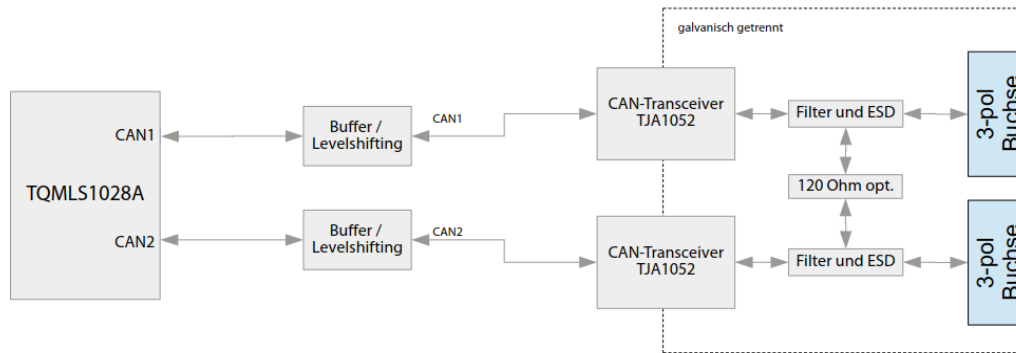 galvanisch getrennt
TQMLS1028A
CAN1
Buffer /
Levelshifting
CAN1
CAN-Transceiver
TJA1052
Filter und ESD
3-pol
Buchse
120 Ohm opt.
CAN2
Buffer /
Levelshifting
CAN2
CAN-Transceiver
TJA1052
Filter und ESD
3-pol
Buchse